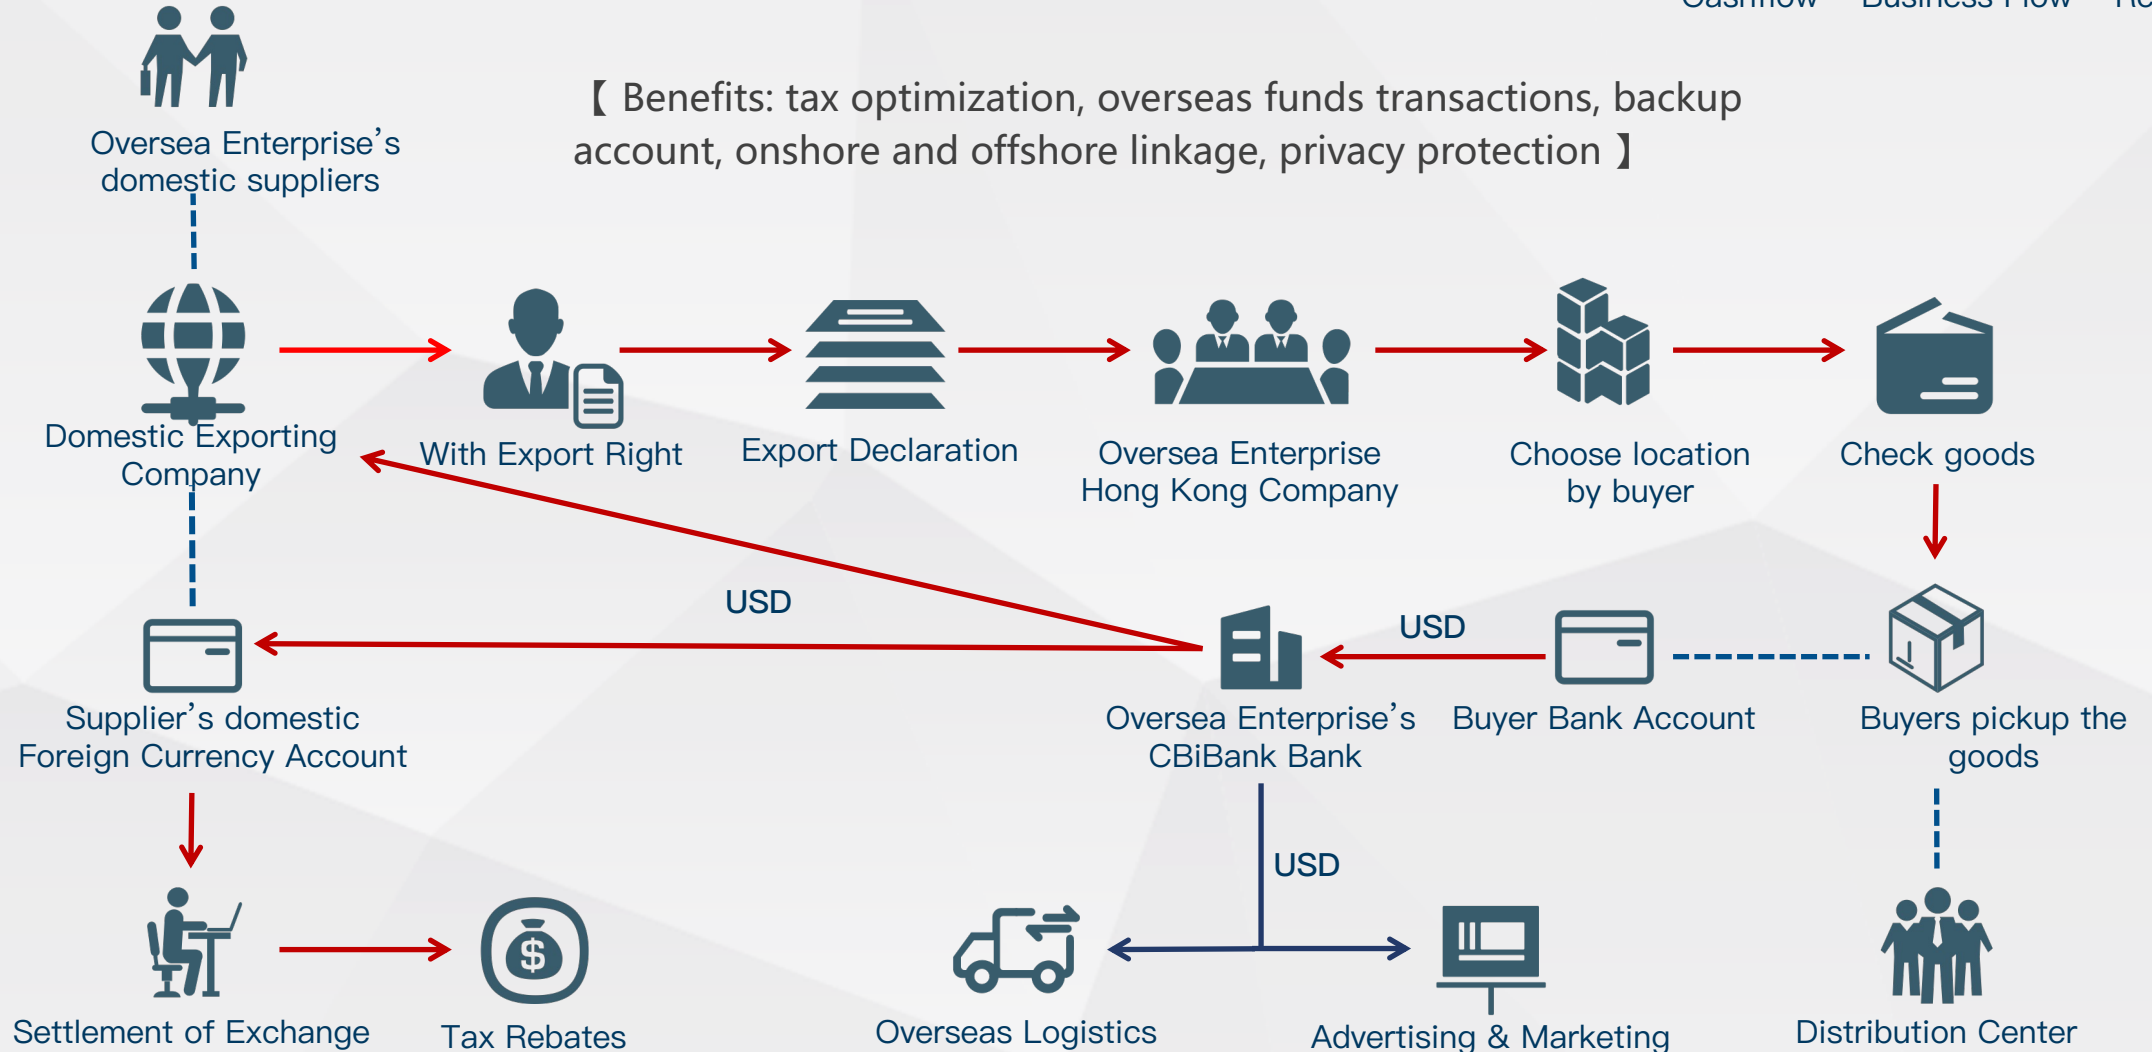 Cashflow Business Flow
Oversea Enterprise's
domestic suppliers
【 Benefits: tax optimization, overseas funds transactions, backup
account, onshore and offshore linkage, privacy protection 】
Domestic Exporting
Company
With Export Right
Export Declaration
Oversea Enterprise
Hong Kong Company
Choose location
by buyer
Check goods
USD
USD
Supplier's domestic
Foreign Currency Account
Oversea Enterprise's
CBiBank Bank
Buyer Bank Account
Buyers pickup the
goods
USD
$
Settlement of Exchange
Tax Rebates
Overseas Logistics
Advertising & Marketing
Distribution Center